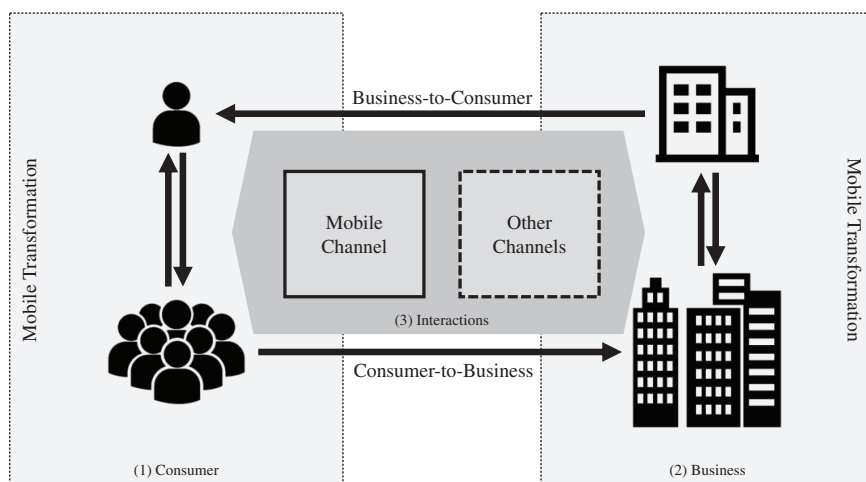 Business-to-Consumer
Mobile Transformation
Mobile Transformation
Mobile
Channel
Other
Channels
(3) Interactions
Consumer-to-Business
(1) Consumer
(2) Business